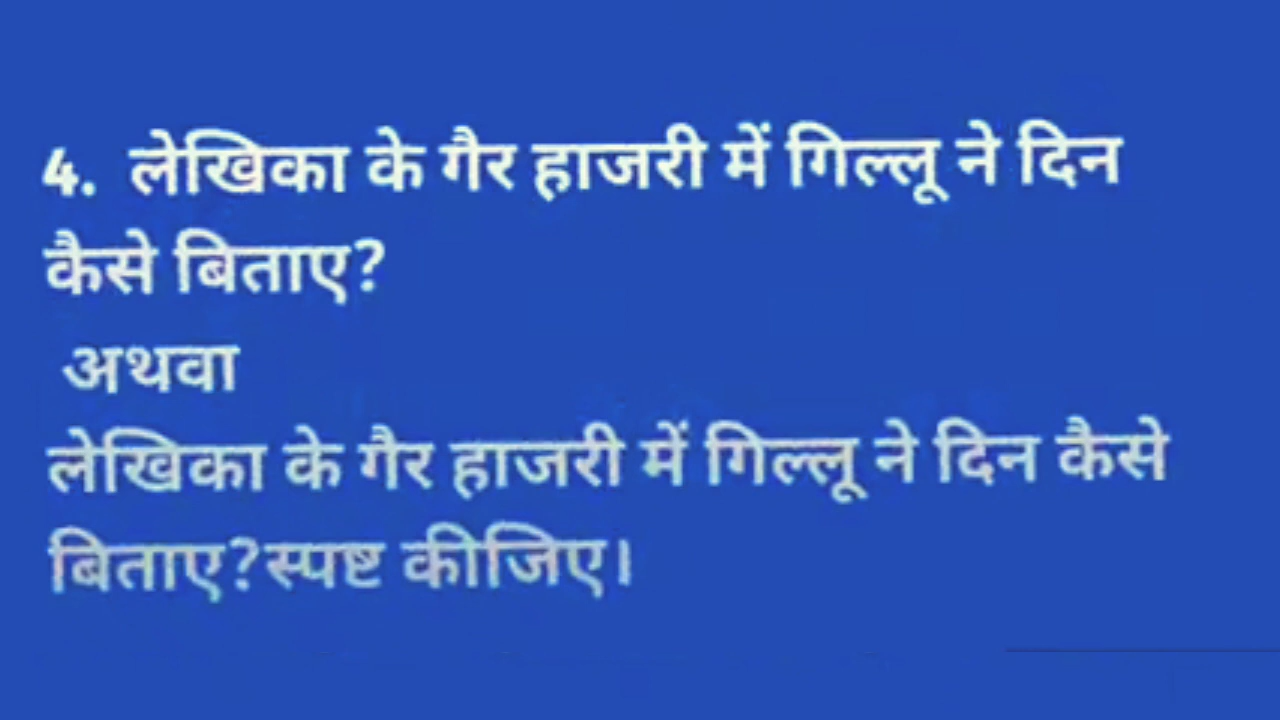 4. लेखिका के गैर हाजरी में गिल्लू ने दिन
कैसे बिताए?
अथवा
लेखिका के गैर हाजरी में गिल्लू ने दिन कैसे
बिताए?स्पष्ट कीजिए।